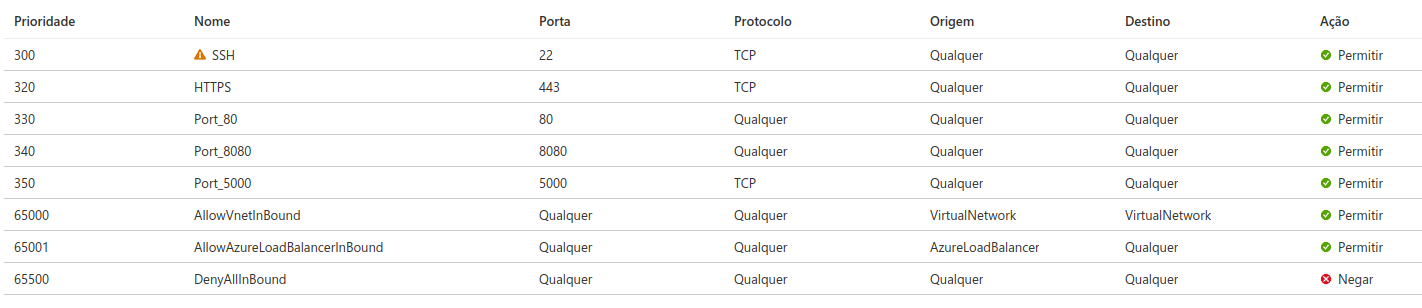 Prioridade Nome Porta Protocolo Origem Destino Ação
300 SSH 22 TCP Qualquer Qualquer Permitir
320 HTTPS 443 TCP Qualquer Qualquer Permitir
330 Port_80 80 Qualquer Qualquer Qualquer Permitir
340 Port_8080 8080 Qualquer Qualquer Qualquer Permitir
350 Port_5000 5000 TCP Qualquer Qualquer Permitir
65000 AllowVnetInBound Qualquer Qualquer VirtualNetwork VirtualNetwork Permitir
65001 AllowAzureLoadBalancerInBound Qualquer Qualquer AzureLoadBalancer Qualquer Permitir
65500 DenyAllInBound Qualquer Qualquer Qualquer Qualquer Negar